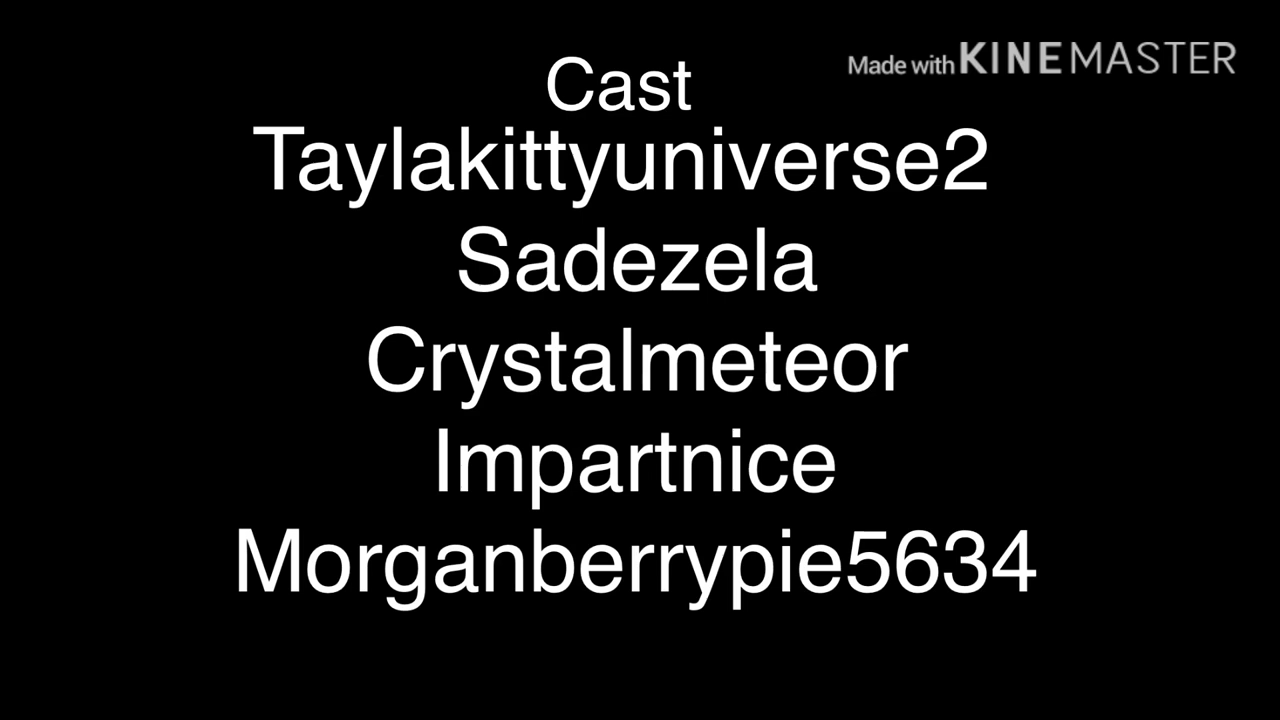 Made with KINEMASTER
Cast
Taylakittyuniverse2
Sadezela
Crystalmeteor
Impartnice
Morganberrypie5634